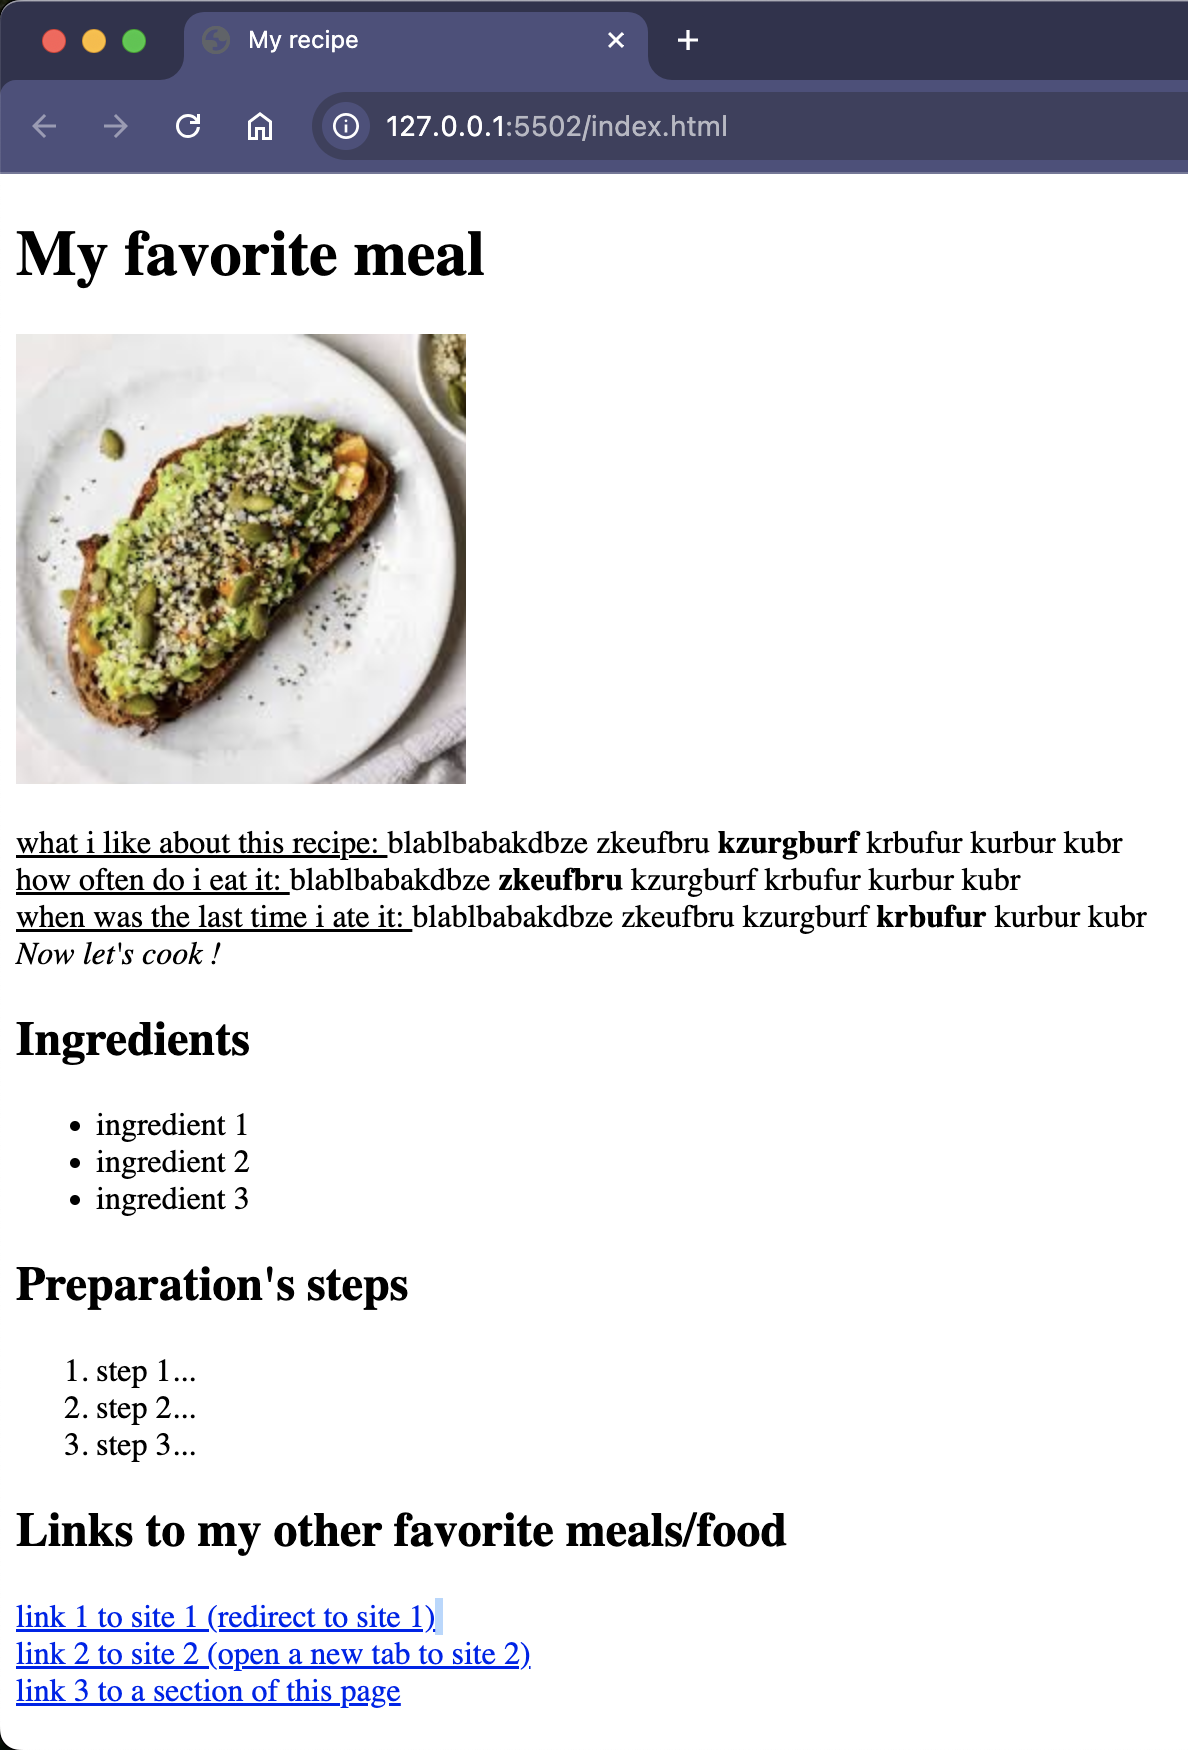 My recipe
127.0.0.1:5502/index.html
My favorite meal
what i like about this recipe: blablbabakdbze zkeufbru kzurgburf krbufur kurbur kubr
how often do i eat it: blablbabakdbze zkeufbru kzurgburf krbufur kurbur kubr
when was the last time i ate it: blablbabakdbze zkeufbru kzurgburf krbufur kurbur kubr
Now let's cook !
Ingredients
• ingredient 1
• ingredient 2
• ingredient 3
Preparation's steps
1. step 1...
2. step 2...
3. step 3...
Links to my other favorite meals/food
link 1 to site 1 (redirect to site 1)
link 2 to site 2 (open a new tab to site 2)
link 3 to a section of this page